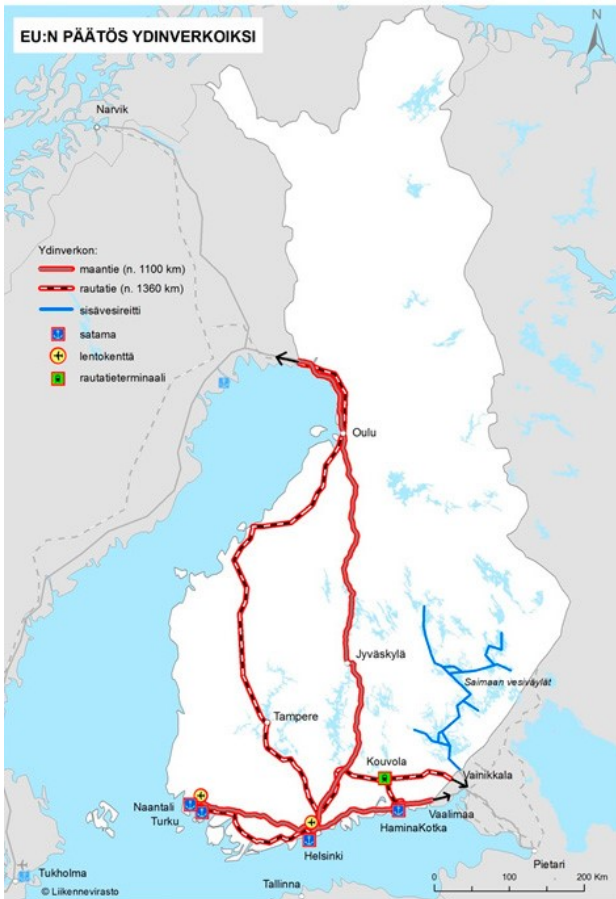 EU:N PÄÄTÖS YDINVERKOIKSI
N
Narvik
Ydinverkon:
maantie (n. 1100 km)
rautatie (n. 1360 km)
sisävesireitti
satama
lentokenttä
rautatieterminaali
Oulu
Jyväskylä
Saimaan vesiväylät
Tampere
Kouvola
Vainikkala
Naantali
Turku
Vaalimaa
HaminaKotka
Helsinki
Pietari
Tukholma
Tallinna
0 100 200 Km
© Liikennevirasto